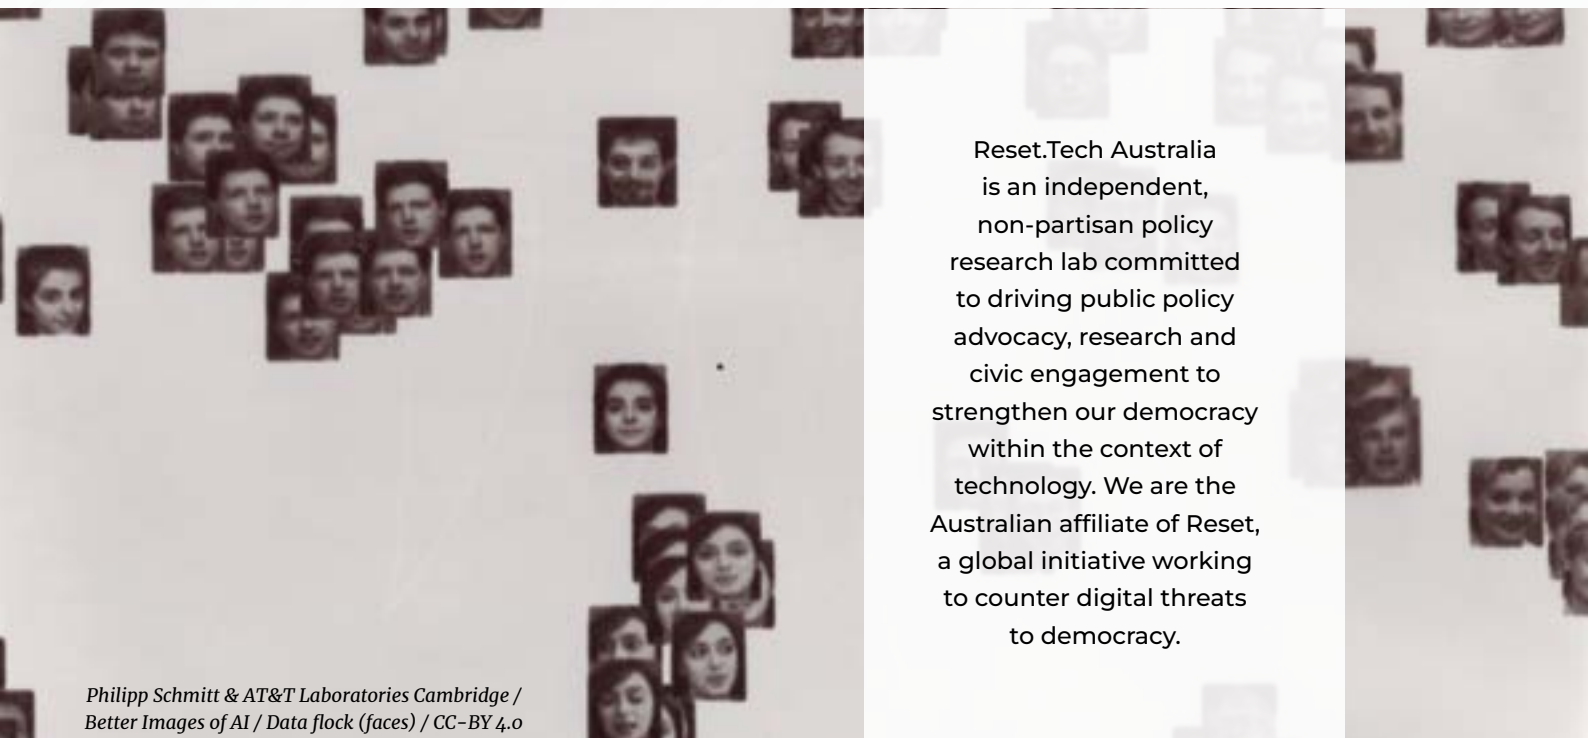 Reset.Tech Australia
is an independent,
non-partisan policy
research lab committed
to driving public policy
advocacy, research and
civic engagement to
strengthen our democracy
within the context of
technology. We are the
Australian affiliate of Reset,
a global initiative working
to counter digital threats
to democracy.
Philipp Schmitt & AT&T Laboratories Cambridge /
Better Images of AI / Data flock (faces) / CC-BY 4.0